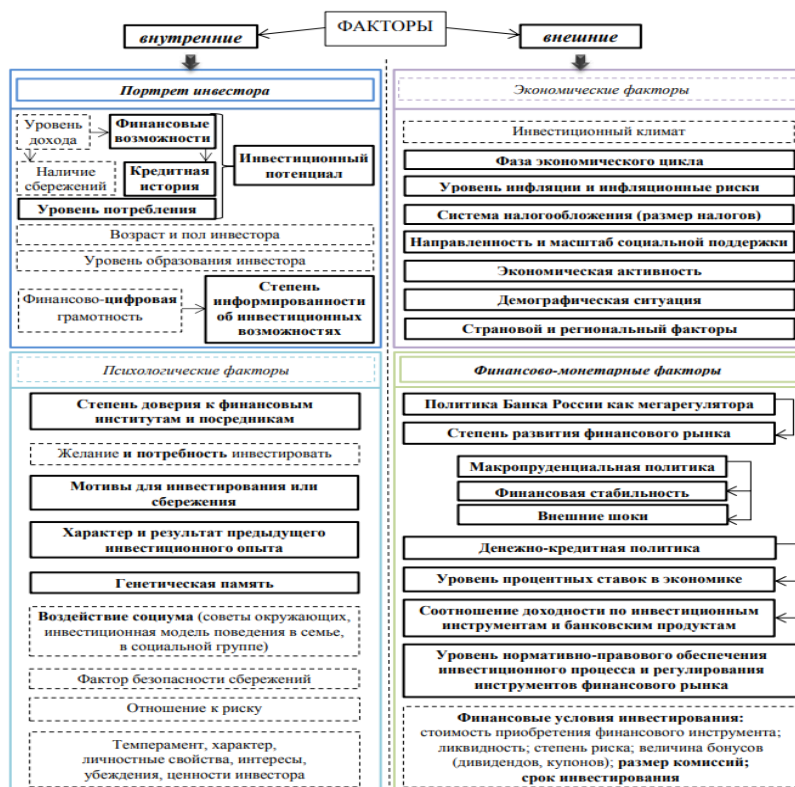 ФАКТОРЫ
внутренние
внешние
Портрет инвестора
Уровень
дохода
Финансовые
возможности
Наличие
сбережений
Кредитная
история
Инвестиционный
потенциал
Уровень потребления
Возраст и пол инвестора
Уровень образования инвестора
Финансово-цифровая
грамотность
Степень
информированности
об инвестиционных
возможностях
Экономические факторы
Инвестиционный климат
Фаза экономического цикла
Уровень инфляции и инфляционные риски
Система налогообложения (размер налогов)
Направленность и масштаб социальной поддержки
Экономическая активность
Демографическая ситуация
Страновой и региональный факторы
Психологические факторы
Степень доверия к финансовым
институтам и посредникам
Желание и потребность инвестировать
Мотивы для инвестирования или
сбережения
Характер и результат предыдущего
инвестиционного опыта
Генетическая память
Воздействие социума (советы окружающих,
инвестиционная модель поведения в семье,
в социальной группе)
Фактор безопасности сбережений
Отношение к риску
Темперамент, характер,
личностные свойства, интересы,
убеждения, ценности инвестора
Финансово-монетарные факторы
Политика Банка России как мегарегулятора
Степень развития финансового рынка
Макропруденциальная политика
Финансовая стабильность
Внешние шоки
Денежно-кредитная политика
Уровень процентных ставок в экономике
Соотношение доходности по инвестиционным
инструментам и банковским продуктам
Уровень нормативно-правового обеспечения
инвестиционного процесса и регулирования
инструментов финансового рынка
Финансовые условия инвестирования:
стоимость приобретения финансового инструмента;
ликвидность; степень риска; величина бонусов
(дивидендов, купонов); размер комиссий;
срок инвестирования